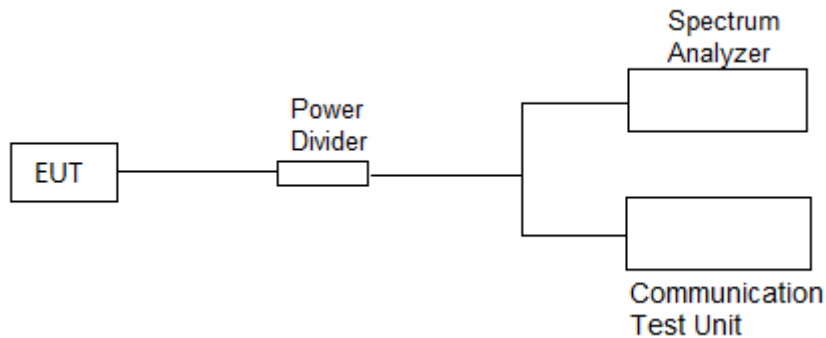 Spectrum
Analyzer
Power
Divider
EUT
Communication
Test Unit